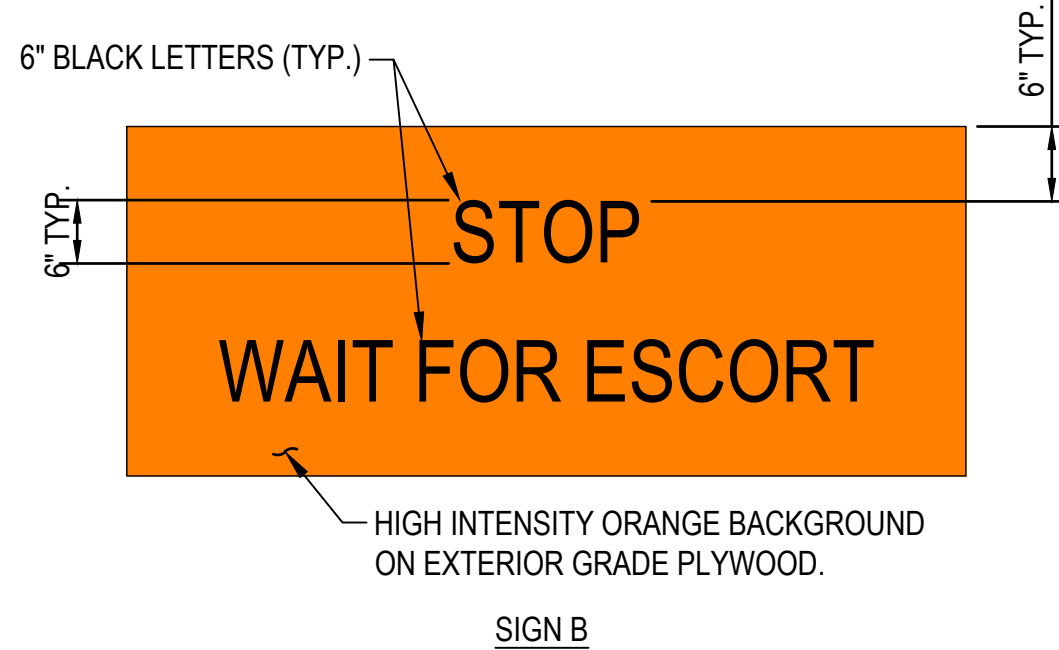 6" TYP.
6" BLACK LETTERS (TYP.)
6" TYP.
STOP
WAIT FOR ESCORT
HIGH INTENSITY ORANGE BACKGROUND
ON EXTERIOR GRADE PLYWOOD.
SIGN B